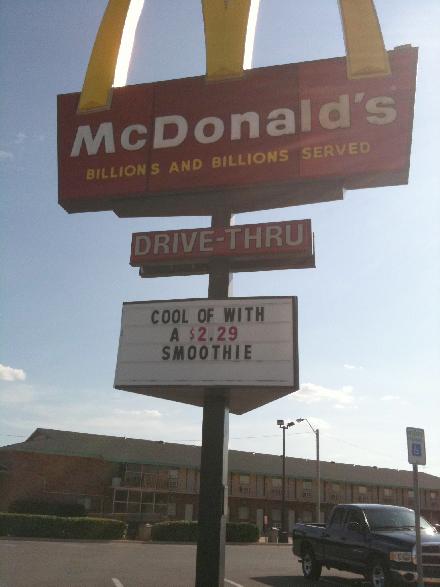 McDonald's
BILLIONS AND BILLIONS SERVED
DRIVE-THRU
COOL OF WITH
A $2.29
SMOOTHIE